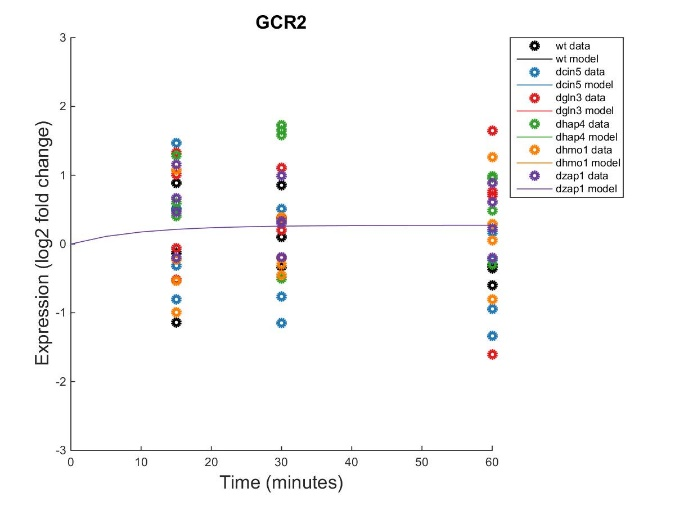 GCR2
3
2
1
0
-1
-2
-3
0 10 20 30 40 50 60
Expression (log2 fold change)
Time (minutes)
wt data
wt model
dcin5 data
dcin5 model
dgln3 data
dgln3 model
dhap4 data
dhap4 model
dhmo1 data
dhmo1 model
dzap1 data
dzap1 model